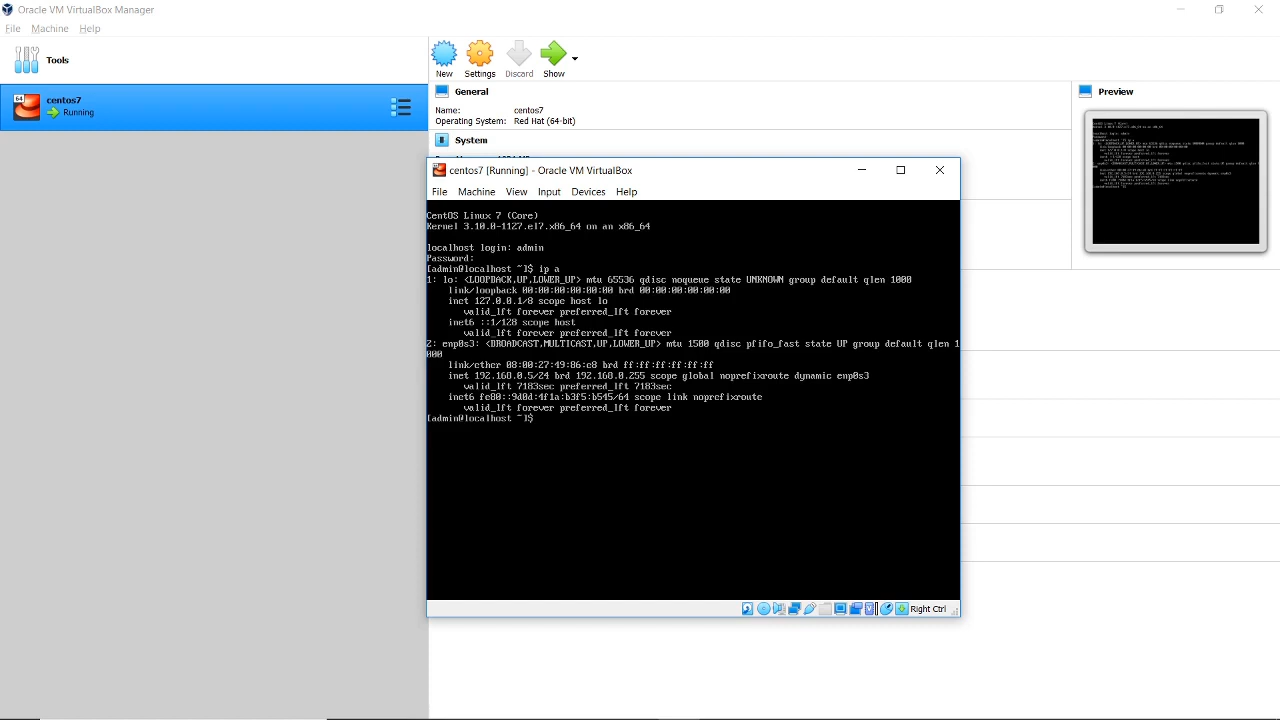 Oracle VM VirtualBox Manager
File Machine Help
Tools
New Settings Discard Show
64 centos7
Running
General
Name: centos7
Operating System: Red Hat (64-bit)
System
Preview
centos7 [Running] - Oracle VM VirtualBox
File Machine View Input Devices Help
CentOS Linux 7 (Core)
Kernel 3.10.0-1127.el7.x86_64 on an x86_64
localhost login: admin
Password:
[admin@localhost ~]$ ip a
1: lo: <LOOPBACK,UP,LOWER_UP> mtu 65536 qdisc noqueue state UNKNOWN group default qlen 1000
link/loopback 00:00:00:00:00:00 brd 00:00:00:00:00:00
inet 127.0.0.1/8 scope host lo
valid_lft forever preferred_lft forever
inet6 ::1/128 scope host
valid_lft forever preferred_lft forever
2: enp0s3: <BROADCAST,MULTICAST,UP,LOWER_UP> mtu 1500 qdisc pfifo_fast state UP group default qlen 1
000
link/ether 08:00:27:49:86:c8 brd ff:ff:ff:ff:ff:ff
inet 192.168.0.5/24 brd 192.168.0.255 scope global noprefixroute dynamic enp0s3
valid_lft 7183sec preferred_lft 7183sec
inet6 fe80::9d0d:4f1a:b3f5:b545/64 scope link noprefixroute
valid_lft forever preferred_lft forever
[admin@localhost ~]$
Right Ctrl